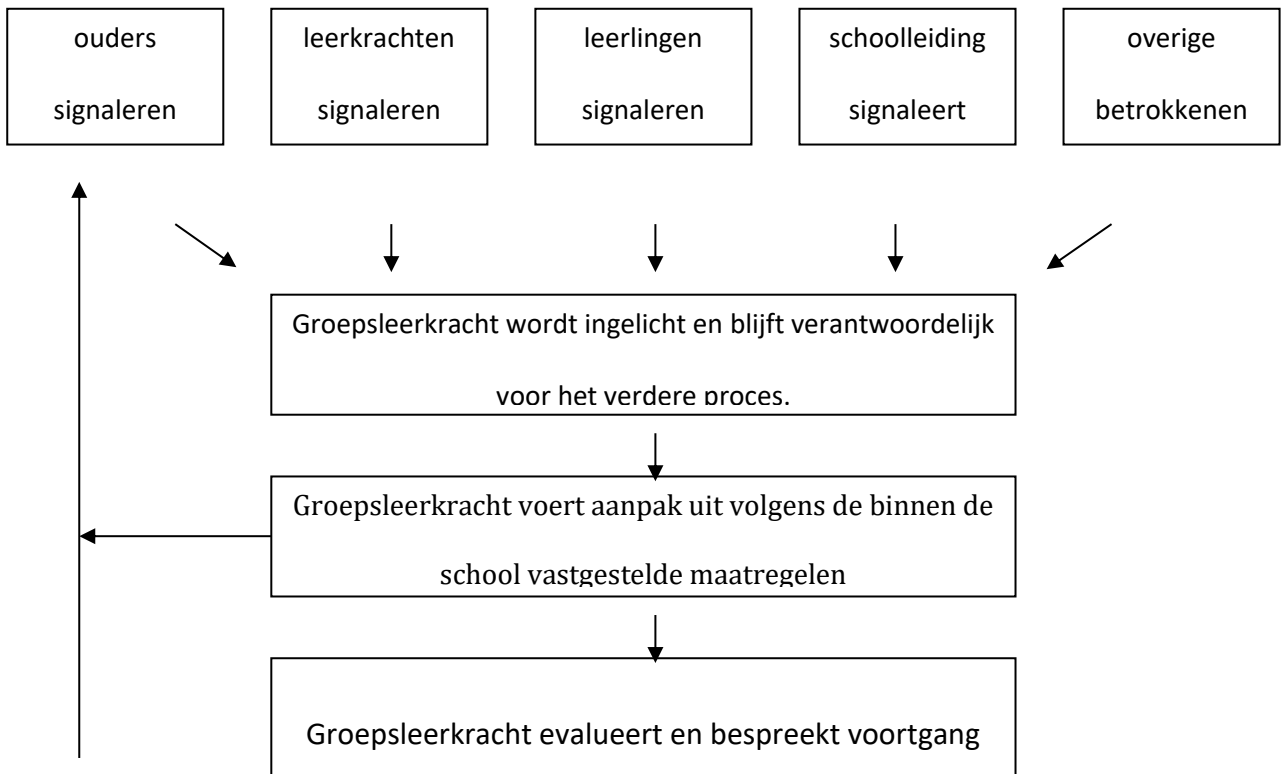 ouders
signaleren
leerkrachten
signaleren
leerlingen
signaleren
schoolleiding
signaleert
overige
betrokkenen
Groepsleerkracht wordt ingelicht en blijft verantwoordelijk
voor het verdere proces.
Groepsleerkracht voert aanpak uit volgens de binnen de
school vastgestelde maatregelen
Groepsleerkracht evalueert en bespreekt voortgang